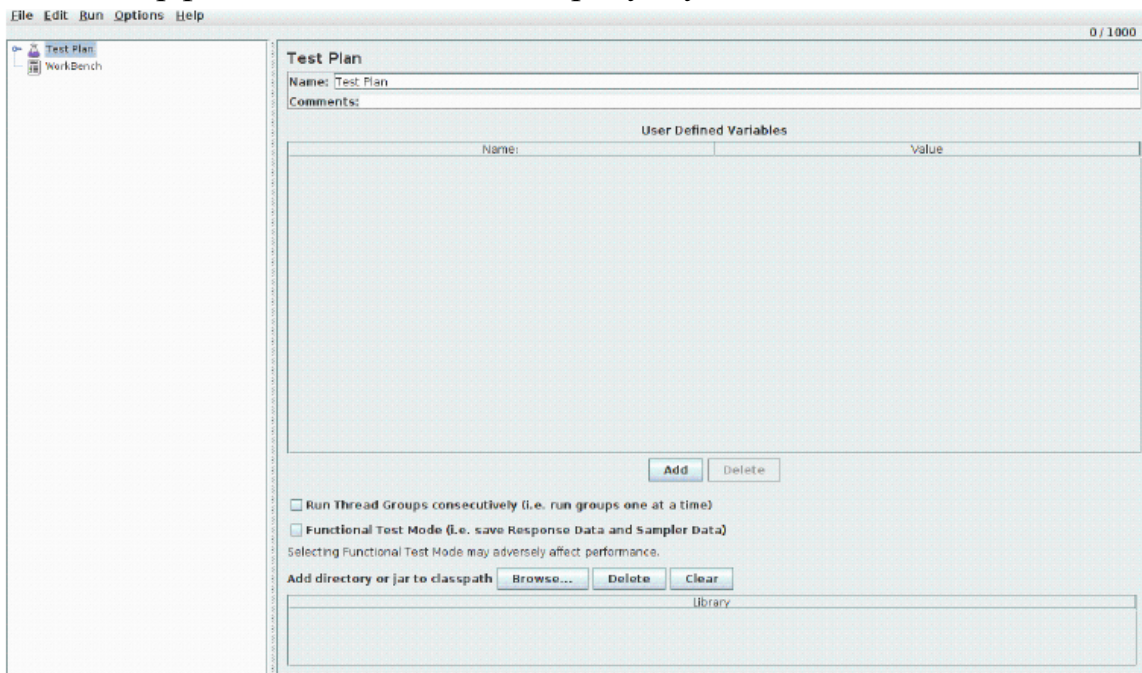 File Edit Run Options Help
0 / 1000
Test Plan
WorkBench
Test Plan
Name: Test Plan
Comments:
User Defined Variables
Name: Value
Add Delete
Run Thread Groups consecutively (i.e. run groups one at a time)
Functional Test Mode (i.e. save Response Data and Sampler Data)
Selecting Functional Test Mode may adversely affect performance.
Add directory or jar to classpath Browse... Delete Clear
Library